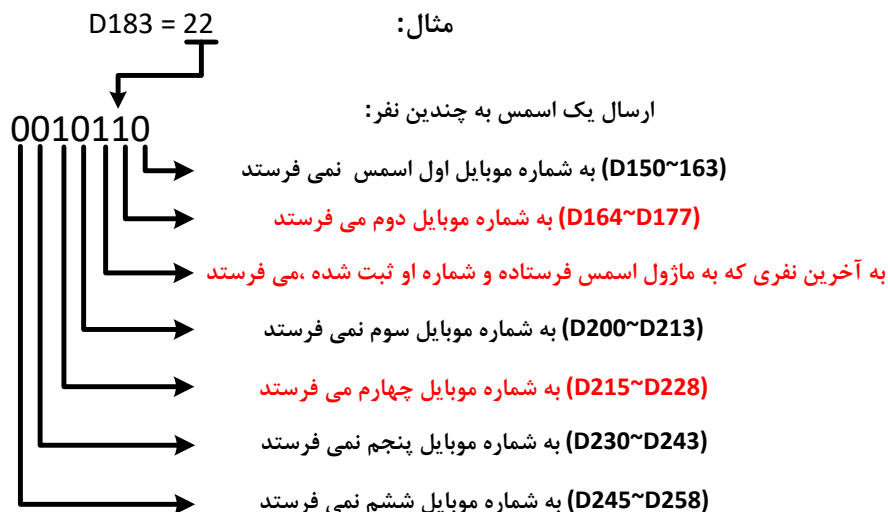 مثال: D183 = 22
ارسال یک اسمس به چندین نفر:
0010110
(D150~163) به شماره موبایل اول اسمس نمی فرستد
(D164~D177) به شماره موبایل دوم می فرستد
به آخرین نفری که به ماژول اسمس فرستاده و شماره او ثبت شده ،می فرستد
(D200~D213) به شماره موبایل سوم نمی فرستد
(D215~D228) به شماره موبایل چهارم می فرستد
(D230~D243) به شماره موبایل پنجم نمی فرستد
(D245~D258) به شماره موبایل ششم نمی فرستد